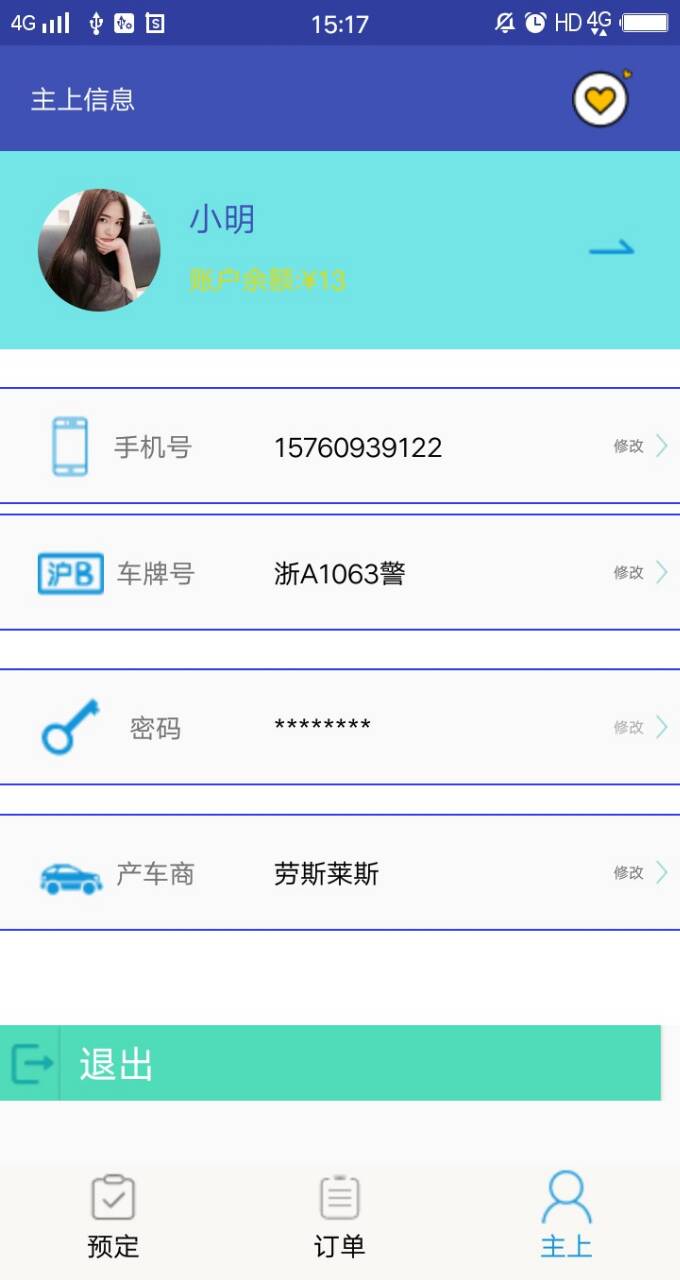 4G 15:17 HD 4G
主上信息
小明
账户余额:¥13
手机号 15760939122 修改
沪B 车牌号 浙A1063警 修改
密码 ******** 修改
产车商 劳斯莱斯 修改
退出
预定 订单 主上